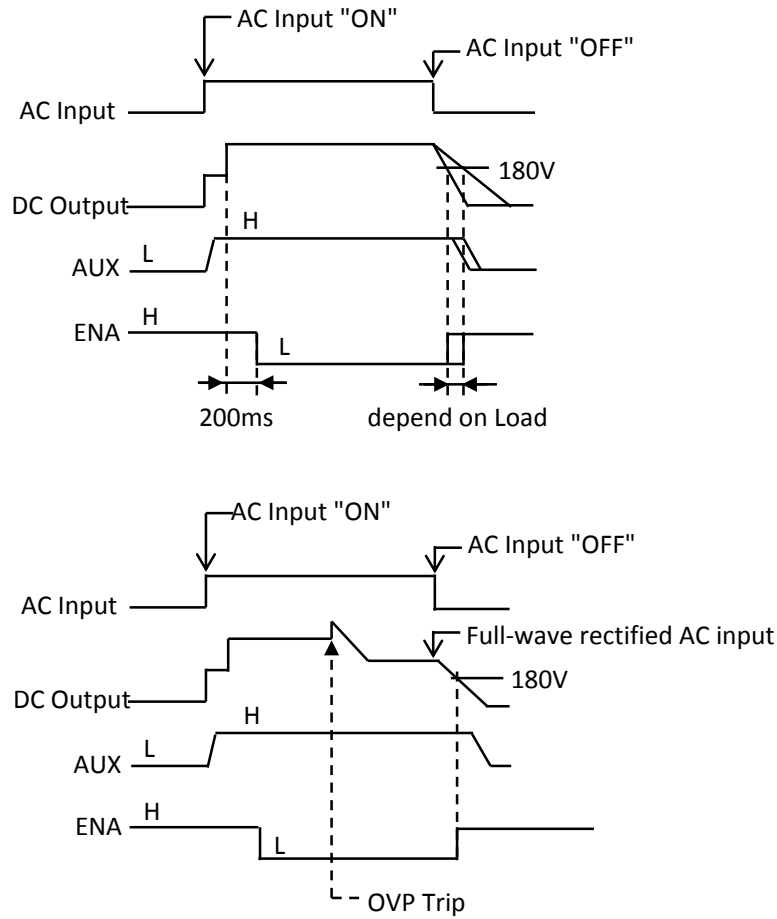 AC Input "ON"
AC Input "OFF"
AC Input
180V
DC Output
H
L
AUX
H
ENA
L
200ms
depend on Load
AC Input "ON"
AC Input "OFF"
AC Input
Full-wave rectified AC input
180V
DC Output
H
L
AUX
H
ENA
L
OVP Trip